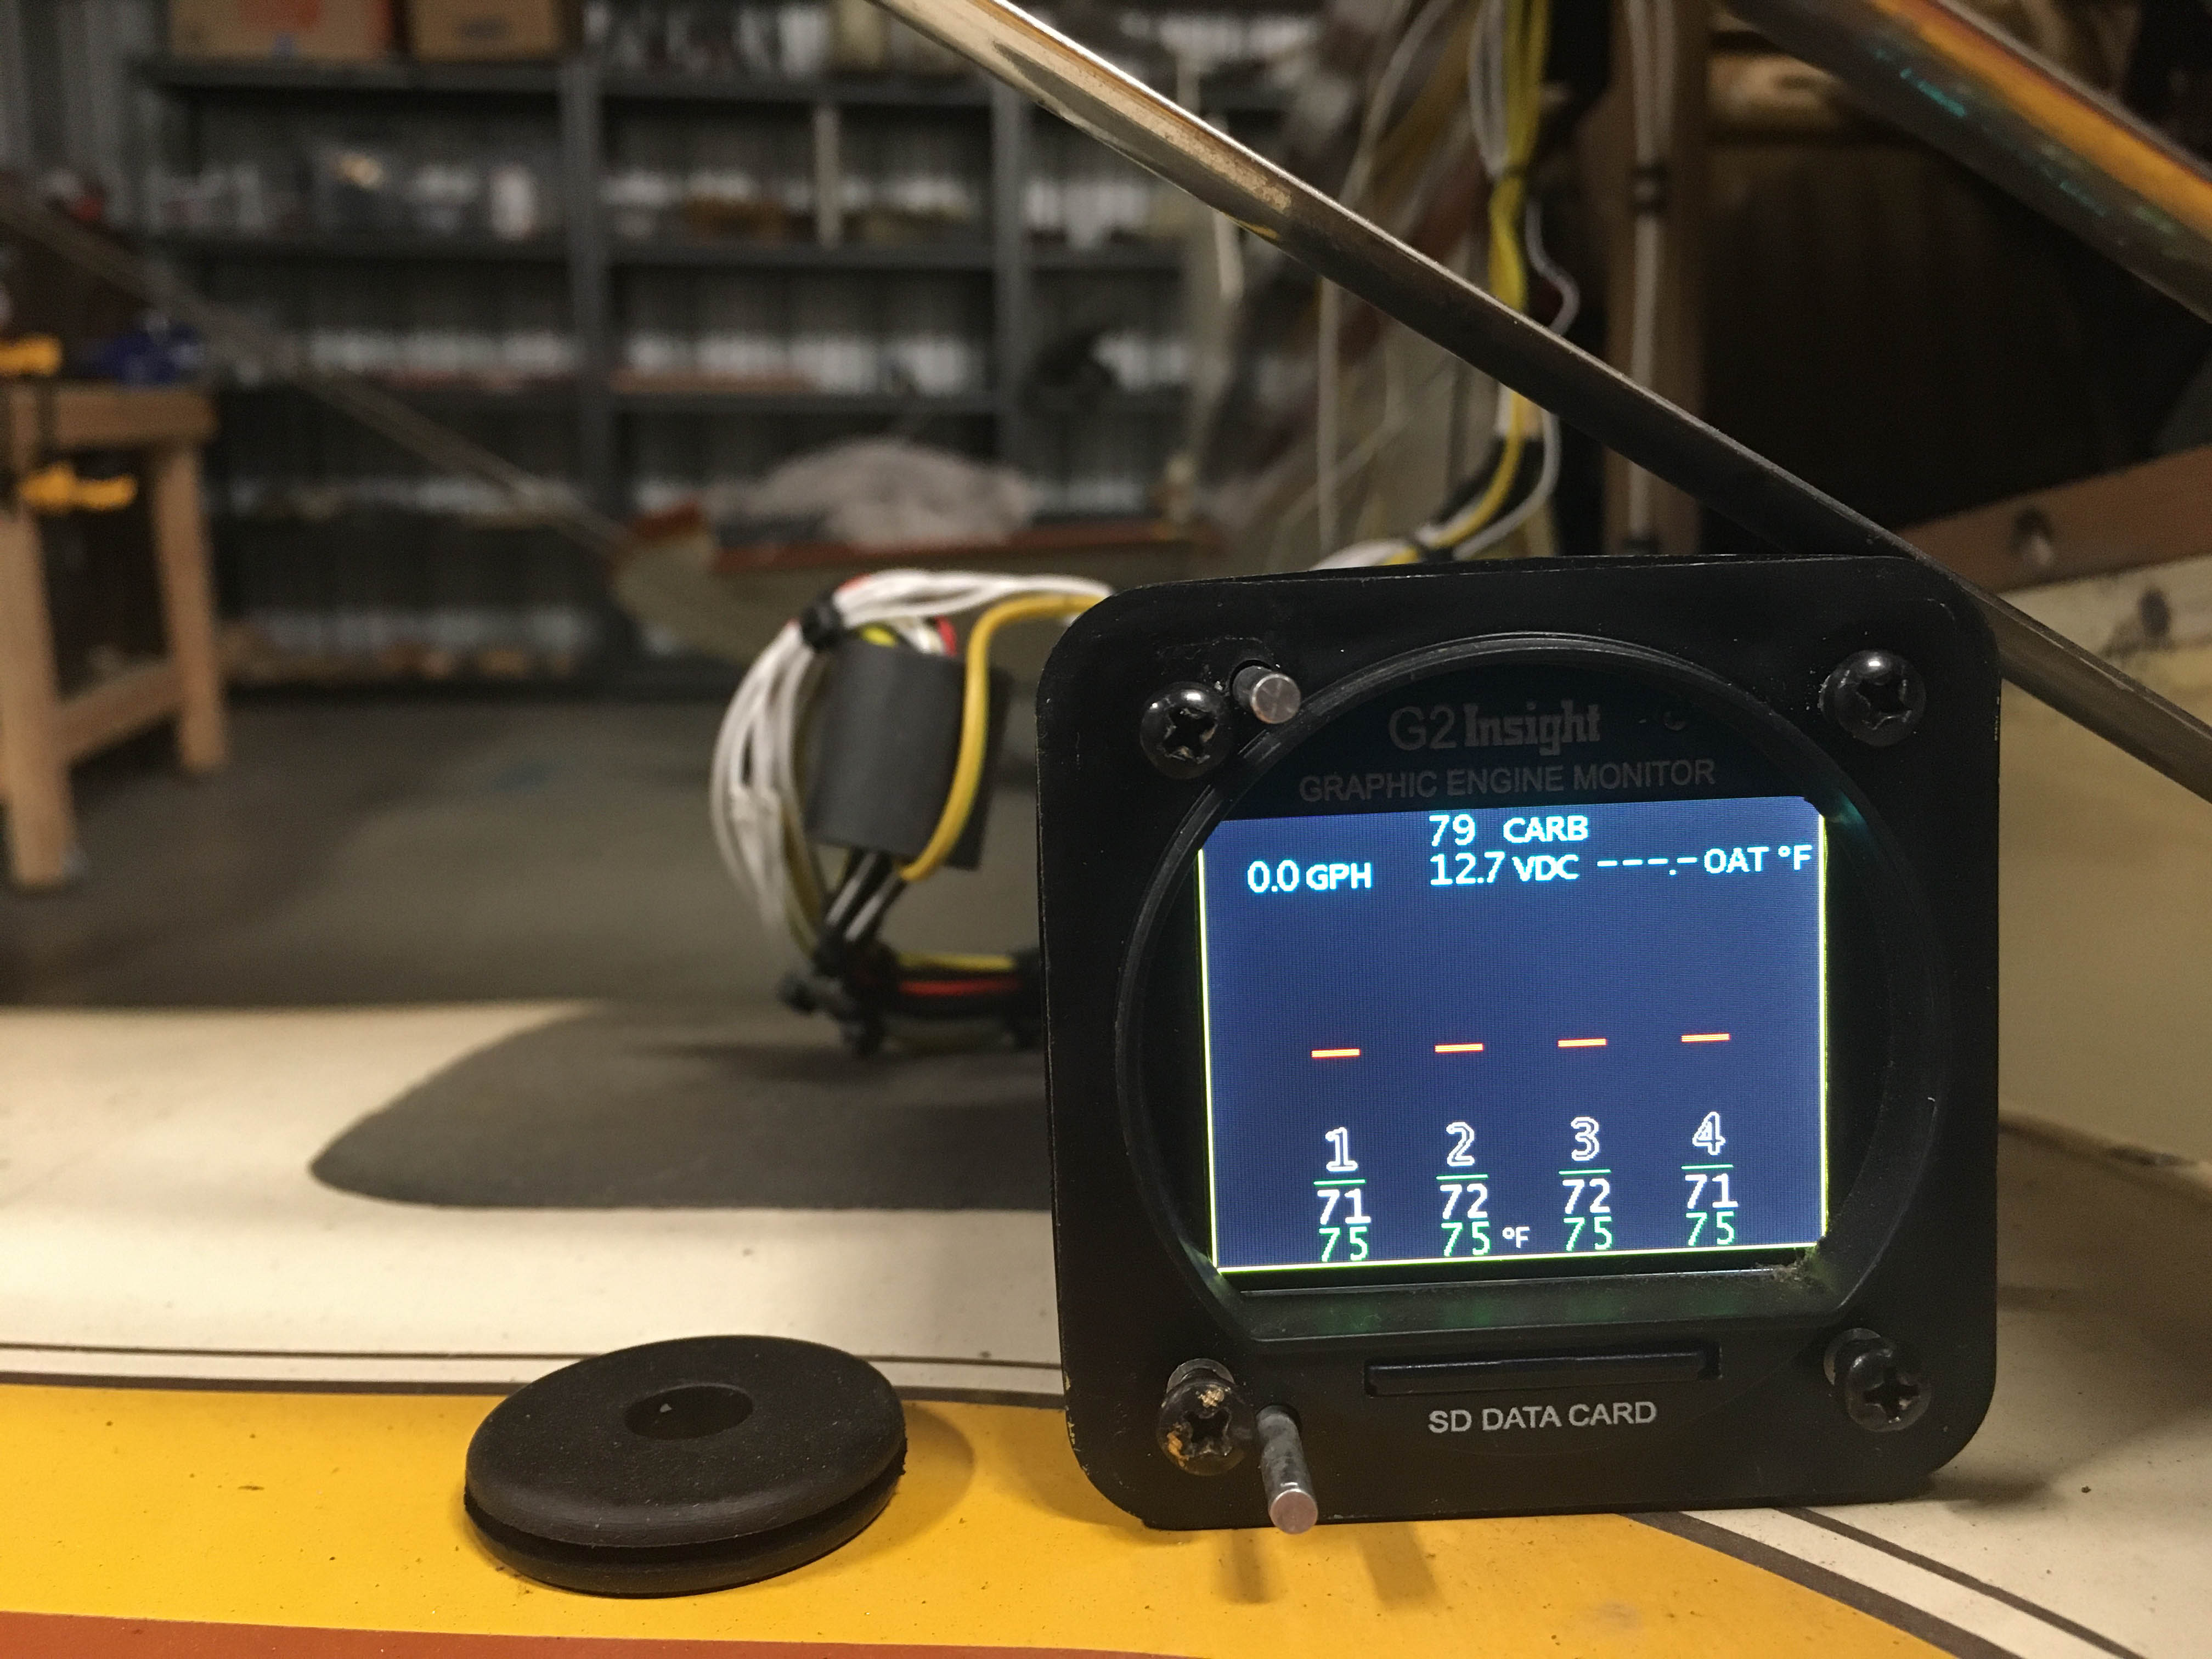 G2 Insight
GRAPHIC ENGINE MONITOR
79 CARB
0.0 GPH 12.7 VDC ---.- OAT °F
1 2 3 4
71 72 72 71
75 75 °F 75 75
SD DATA CARD